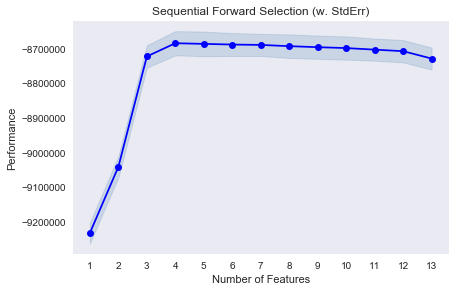 Sequential Forward Selection (w. StdErr)
−8700000
−8800000
−8900000
−9000000
−9100000
−9200000
Performance
1 2 3 4 5 6 7 8 9 10 11 12 13
Number of Features